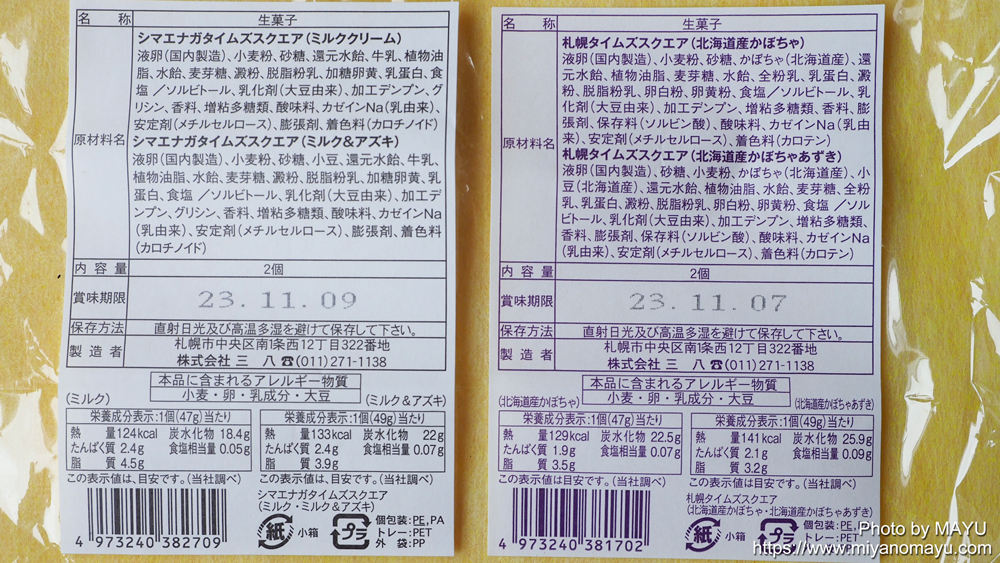 名称 生菓子
原材料名
シマエナガタイムズスクエア(ミルククリーム)
液卵(国内製造)、小麦粉、砂糖、還元水飴、牛乳、植物油
脂、水飴、麦芽糖、澱粉、脱脂粉乳、加糖卵黄、乳蛋白、食
塩/ソルビトール、乳化剤(大豆由来)、加工デンプン、グ
リシン、香料、増粘多糖類、酸味料、カゼインNa(乳由来)、
安定剤(メチルセルロース)、膨張剤、着色料(カロチノイド)
シマエナガタイムズスクエア(ミルク&アズキ)
液卵(国内製造)、小麦粉、砂糖、小豆、還元水飴、牛乳、
植物油脂、水飴、麦芽糖、澱粉、脱脂粉乳、加糖卵黄、乳
蛋白、食塩/ソルビトール、乳化剤(大豆由来)、加工デ
ンプン、グリシン、香料、増粘多糖類、酸味料、カゼインNa
(乳由来)、安定剤(メチルセルロース)、膨張剤、着色料
(カロチノイド)
内容量 2個
賞味期限 23.11.09
保存方法 直射日光及び高温多湿を避けて保存して下さい。
製造者 札幌市中央区南1条西12丁目322番地
株式会社 三 八 ☎(011)271-1138
本品に含まれるアレルギー物質
小麦・卵・乳成分・大豆
(ミルク)
栄養成分表示:1個(47g)当たり
熱量124kcal 炭水化物 18.4g
たんぱく質 2.4g 食塩相当量 0.05g
脂質 4.5g
この表示値は、目安です。(当社調べ)
(ミルク&アズキ)
栄養成分表示:1個(49g)当たり
熱量133kcal 炭水化物 22g
たんぱく質 2.4g 食塩相当量 0.07g
脂質 3.9g
この表示値は、目安です。(当社調べ)
4 973240 382709
シマエナガタイムズスクエア
(ミルク・ミルク&アズキ)
紙 小箱
プラ
個包装:PE,PA
トレー:PET
外袋:PP
名称 生菓子
原材料名
札幌タイムズスクエア(北海道産かぼちゃ)
液卵(国内製造)、小麦粉、砂糖、かぼちゃ(北海道産)、還
元水飴、植物油脂、麦芽糖、水飴、全粉乳、乳蛋白、澱
粉、脱脂粉乳、卵白粉、卵黄粉、食塩/ソルビトール、乳
化剤(大豆由来)、加工デンプン、増粘多糖類、香料、膨
張剤、保存料(ソルビン酸)、酸味料、カゼインNa(乳由
来)、安定剤(メチルセルロース)、着色料(カロテン)
札幌タイムズスクエア(北海道産かぼちゃあずき)
液卵(国内製造)、砂糖、小麦粉、かぼちゃ(北海道産)、小
豆(北海道産)、還元水飴、植物油脂、水飴、麦芽糖、全粉
乳、乳蛋白、澱粉、脱脂粉乳、卵白粉、卵黄粉、食塩/ソル
ビトール、乳化剤(大豆由来)、加工デンプン、増粘多糖類、
香料、膨張剤、保存料(ソルビン酸)、酸味料、カゼインNa
(乳由来)、安定剤(メチルセルロース)、着色料(カロテン)
内容量 2個
賞味期限 23.11.07
保存方法 直射日光及び高温多湿を避けて保存して下さい。
製造者 札幌市中央区南1条西12丁目322番地
株式会社 三 八 ☎(011)271-1138
本品に含まれるアレルギー物質
小麦・卵・乳成分・大豆
(北海道産かぼちゃ)
栄養成分表示:1個(47g)当たり
熱量129kcal 炭水化物 22.5g
たんぱく質 1.9g 食塩相当量 0.07g
脂質 3.5g
この表示値は、目安です。(当社調べ)
(北海道産かぼちゃあずき)
栄養成分表示:1個(49g)当たり
熱量141kcal 炭水化物 25.9g
たんぱく質 2.1g 食塩相当量 0.09g
脂質 3.2g
この表示値は、目安です。(当社調べ)
4 973240 381702
札幌タイムズスクエア
(北海道産かぼちゃ・北海道産かぼちゃあずき)
紙 小箱
プラ
個包装:PE,
トレー:PET
Photo by MAYU
https://www.miyanomayu.com